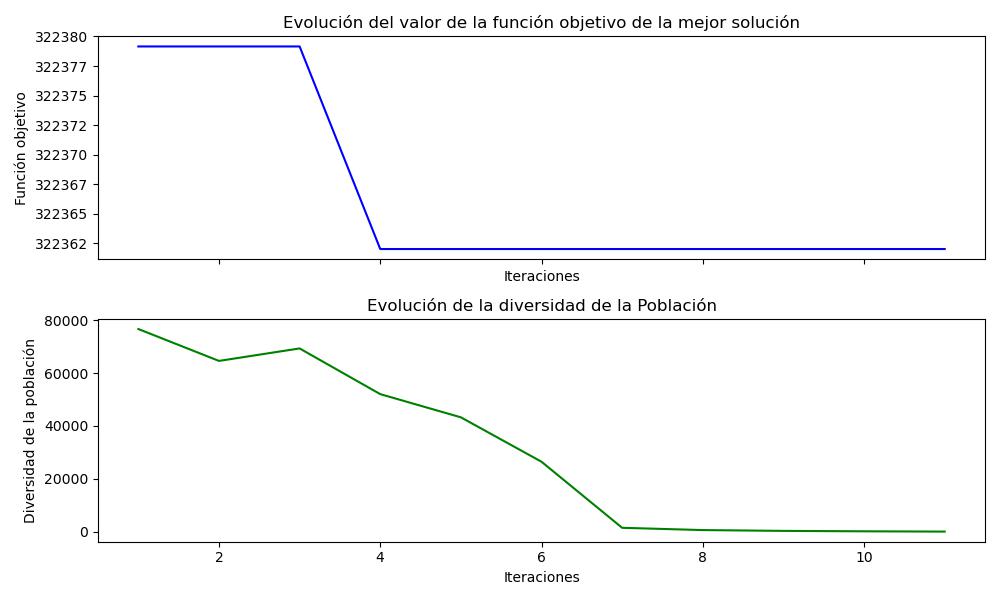 Evolución del valor de la función objetivo de la mejor solución
322380
322377
322375
322372
322370
322367
322365
322362
Función objetivo
Iteraciones
Evolución de la diversidad de la Población
80000
60000
40000
20000
0
Diversidad de la población
2 4 6 8 10
Iteraciones